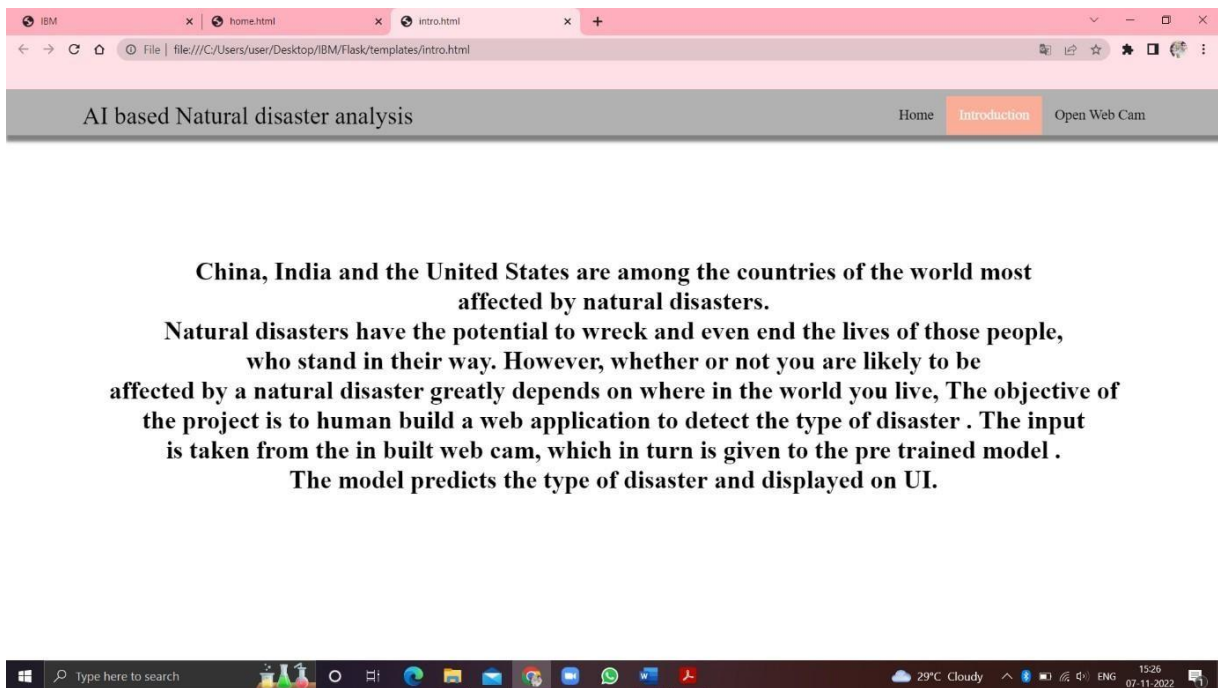 IBM
home.html
intro.html
File | file:///C:/Users/user/Desktop/IBM/Flask/templates/intro.html
AI based Natural disaster analysis
Home
Introduction
Open Web Cam
China, India and the United States are among the countries of the world most
affected by natural disasters.
Natural disasters have the potential to wreck and even end the lives of those people,
who stand in their way. However, whether or not you are likely to be
affected by a natural disaster greatly depends on where in the world you live, The objective of
the project is to human build a web application to detect the type of disaster . The input
is taken from the in built web cam, which in turn is given to the pre trained model .
The model predicts the type of disaster and displayed on UI.
Type here to search
29°C Cloudy
ENG
15:26
07-11-2022